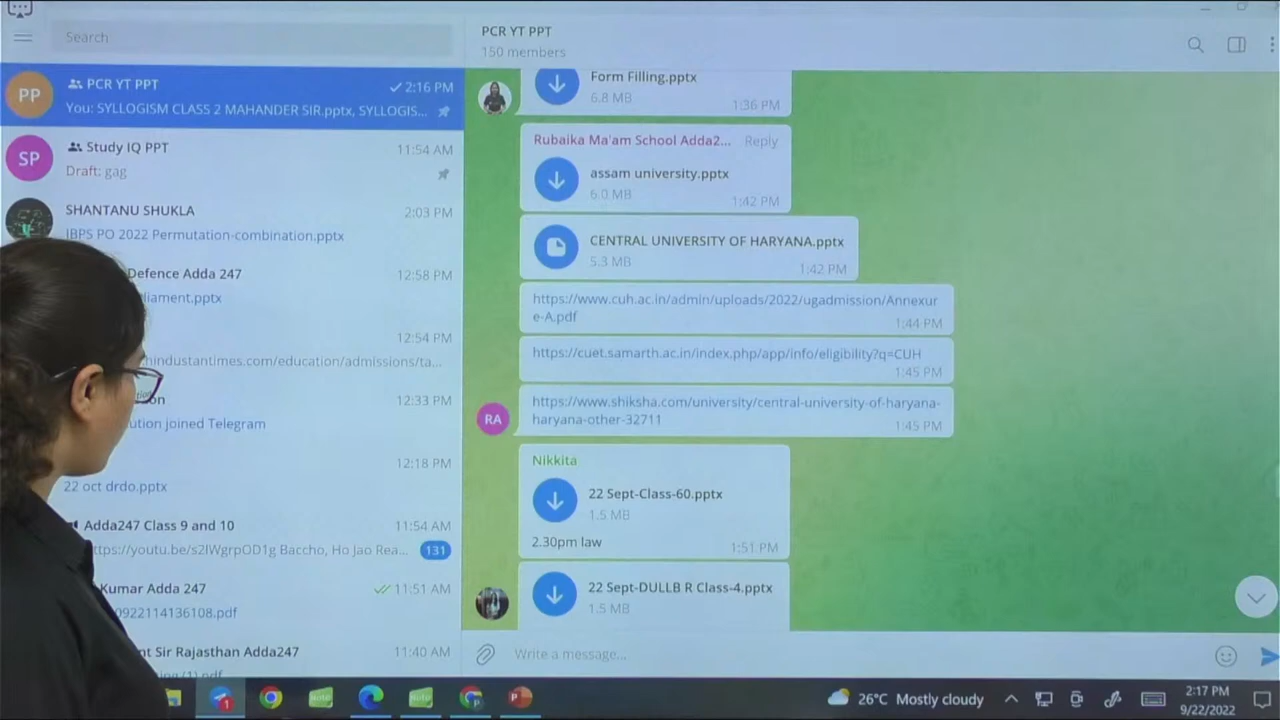 Search
PCR YT PPT
2:16 PM
You: SYLLOGISM CLASS 2 MAHANDER SIR.pptx, SYLLOGIS...
PP
Study IQ PPT
11:54 AM
Draft: gag
SP
SHANTANU SHUKLA
2:03 PM
IBPS PO 2022 Permutation-combination.pptx
Defence Adda 247
12:58 PM
liament.pptx
12:54 PM
hindustantimes.com/education/admissions/ta...
on
12:33 PM
ution joined Telegram
12:18 PM
22 oct drdo.pptx
Adda247 Class 9 and 10
11:54 AM
ttps://youtu.be/s2IWgrpOD1g Baccho, Ho Jao Rea...
131
Kumar Adda 247
11:51 AM
0922114136108.pdf
nt Sir Rajasthan Adda247
11:40 AM
PCR YT PPT
150 members
Form Filling.pptx
6.8 MB
1:36 PM
Rubaika Ma'am School Adda2...
Reply
assam university.pptx
6.0 MB
1:42 PM
CENTRAL UNIVERSITY OF HARYANA.pptx
5.3 MB
1:42 PM
https://www.cuh.ac.in/admin/uploads/2022/ugadmission/Annexur
e-A.pdf
1:44 PM
https://cuet.samarth.ac.in/index.php/app/info/eligibility?q=CUH
1:45 PM
https://www.shiksha.com/university/central-university-of-haryana-
haryana-other-32711
1:45 PM
RA
Nikkita
22 Sept-Class-60.pptx
1.5 MB
2.30pm law
1:51 PM
22 Sept-DULLB R Class-4.pptx
1.5 MB
Write a message...
1
26°C Mostly cloudy
2:17 PM
9/22/2022